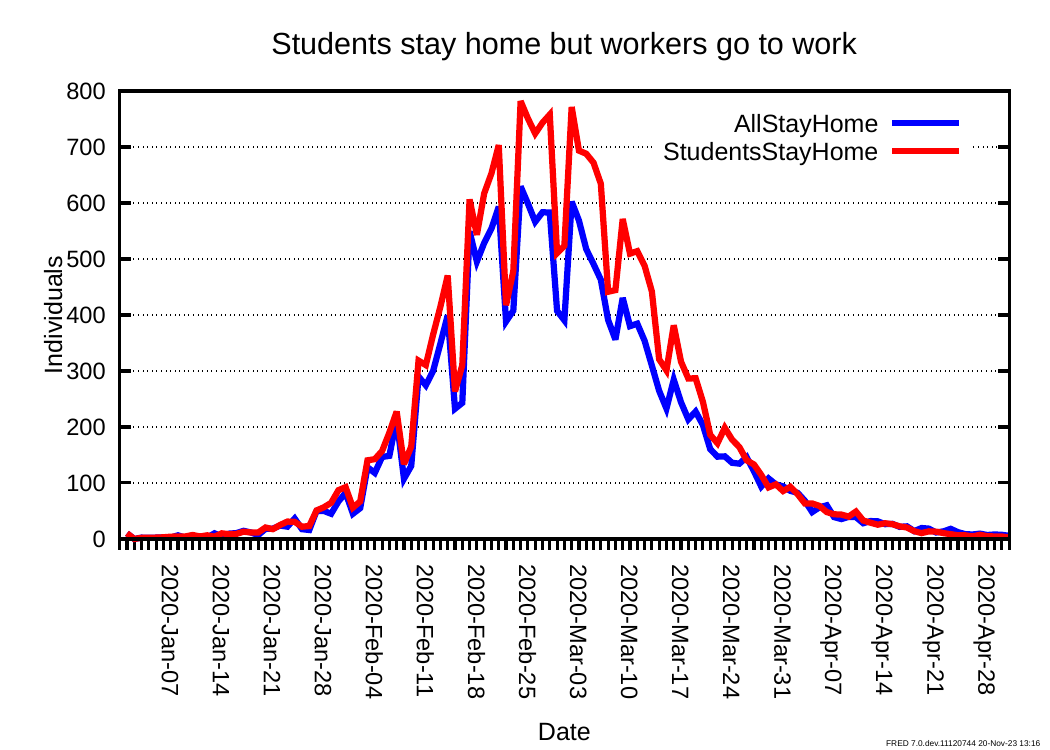 Students stay home but workers go to work
AllStayHome
StudentsStayHome
Individuals
800
700
600
500
400
300
200
100
0
2020-Jan-07
2020-Jan-14
2020-Jan-21
2020-Jan-28
2020-Feb-04
2020-Feb-11
2020-Feb-18
2020-Feb-25
2020-Mar-03
2020-Mar-10
2020-Mar-17
2020-Mar-24
2020-Mar-31
2020-Apr-07
2020-Apr-14
2020-Apr-21
2020-Apr-28
Date
FRED 7.0.dev.11120744 20-Nov-23 13:16